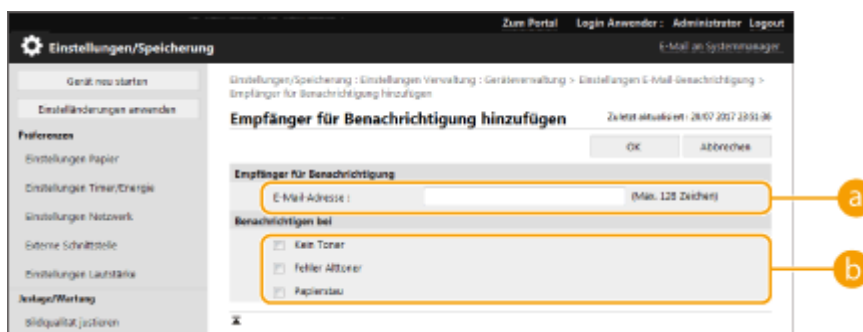 Zum Portal Login Anwender : Administrator Logout
Einstellungen/Speicherung
E-Mail an Systemmanager
Gerät neu starten
Einstelländerungen anwenden
Präferenzen
Einstellungen Papier
Einstellungen Timer/Energie
Einstellungen Netzwerk
Externe Schnittstelle
Einstellungen Lautstärke
Justage/Wartung
Bildqualität justieren
Einstellungen/Speicherung : Einstellungen Verwaltung : Geräteverwaltung > Einstellungen E-Mail-Benachrichtigung >
Empfänger für Benachrichtigung hinzufügen
Empfänger für Benachrichtigung hinzufügen
Zuletzt aktualisiert : 28/07 2017 23:51:36
OK Abbrechen
Empfänger für Benachrichtigung
E-Mail-Adresse : (Max. 128 Zeichen)
a
Benachrichtigen bei
Kein Toner
Fehler Alttoner
Papierstau
b